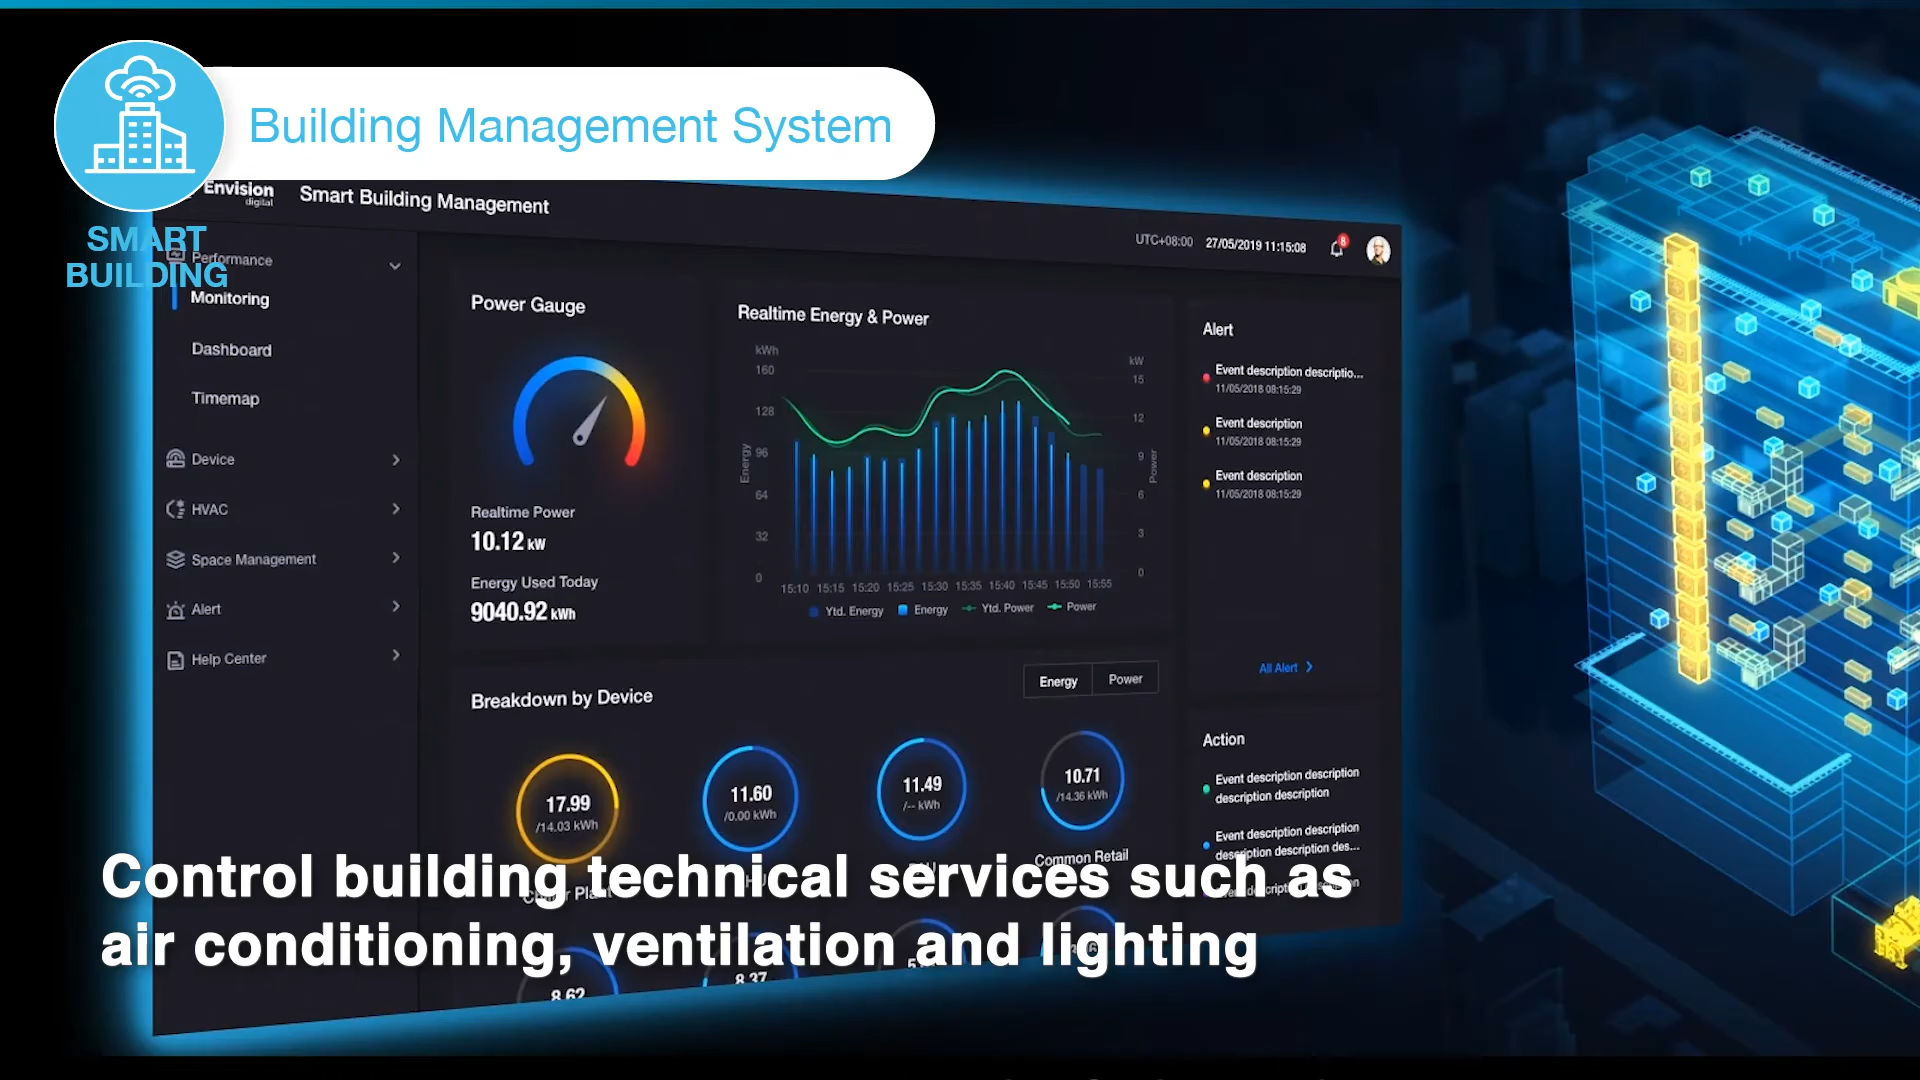 Building Management System
SMART
BUILDING
Envision
digital
Smart Building Management
UTC+08:00
27/05/2019 11:15:08
8
Performance
Monitoring
Dashboard
Timemap
Device
HVAC
Space Management
Alert
Help Center
Power Gauge
Realtime Power
10.12 kW
Energy Used Today
9040.92 kWh
Realtime Energy & Power
kWh
kW
160
128
96
64
32
0
Energy
15
12
9
6
3
0
Power
15:10 15:15 15:20 15:25 15:30 15:35 15:40 15:45 15:50 15:55
Ytd. Energy Energy Ytd. Power Power
Alert
Event description descriptio...
11/05/2018 08:15:29
Event description
11/05/2018 08:15:29
Event description
11/05/2018 08:15:29
All Alert
Breakdown by Device
Energy Power
17.99
/14.03 kWh
11.60
/0.00 kWh
11.49
/-- kWh
10.71
/14.36 kWh
Common Retail
Action
Event description description
description description
Event description description
description description des...
Control building technical services such as
air conditioning, ventilation and lighting
8.62
8.37